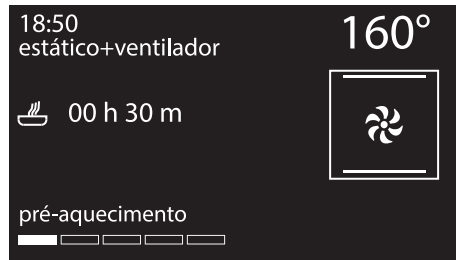 18:50
160°
estático+ventilador
00 h 30 m
pré-aquecimento